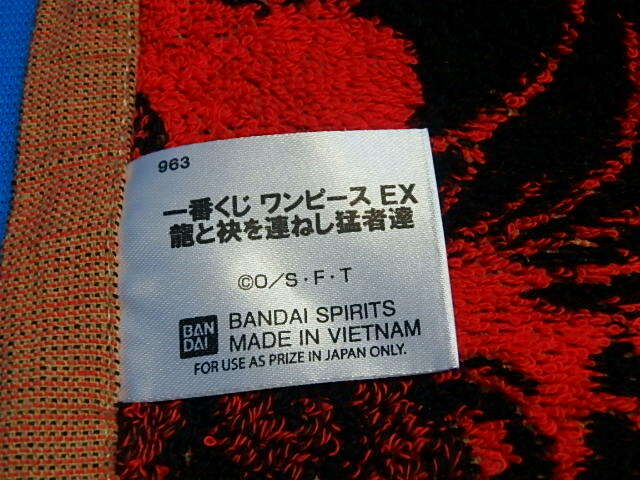 963
一番くじ ワンピース EX
龍と袂を連ねし猛者達
©O/S・F・T
BAN
DAI
BANDAI SPIRITS
MADE IN VIETNAM
FOR USE AS PRIZE IN JAPAN ONLY.